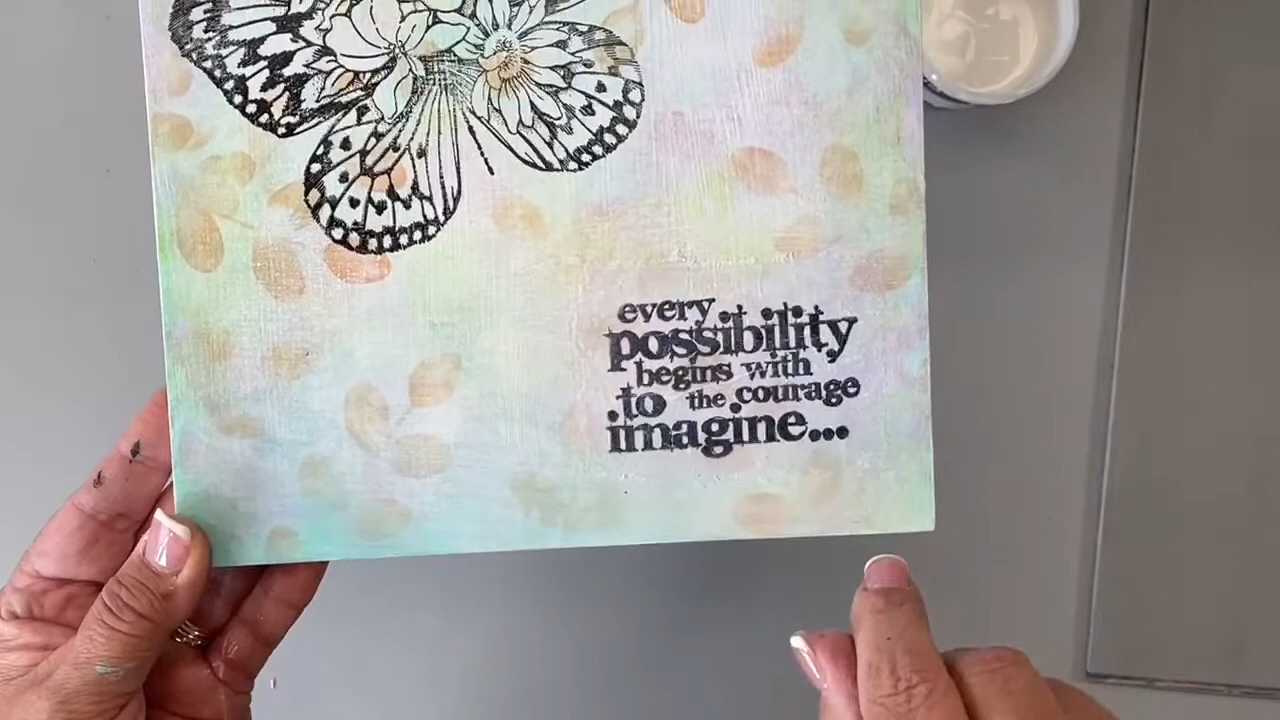 every
possibility
begins with
to the courage
imagine...